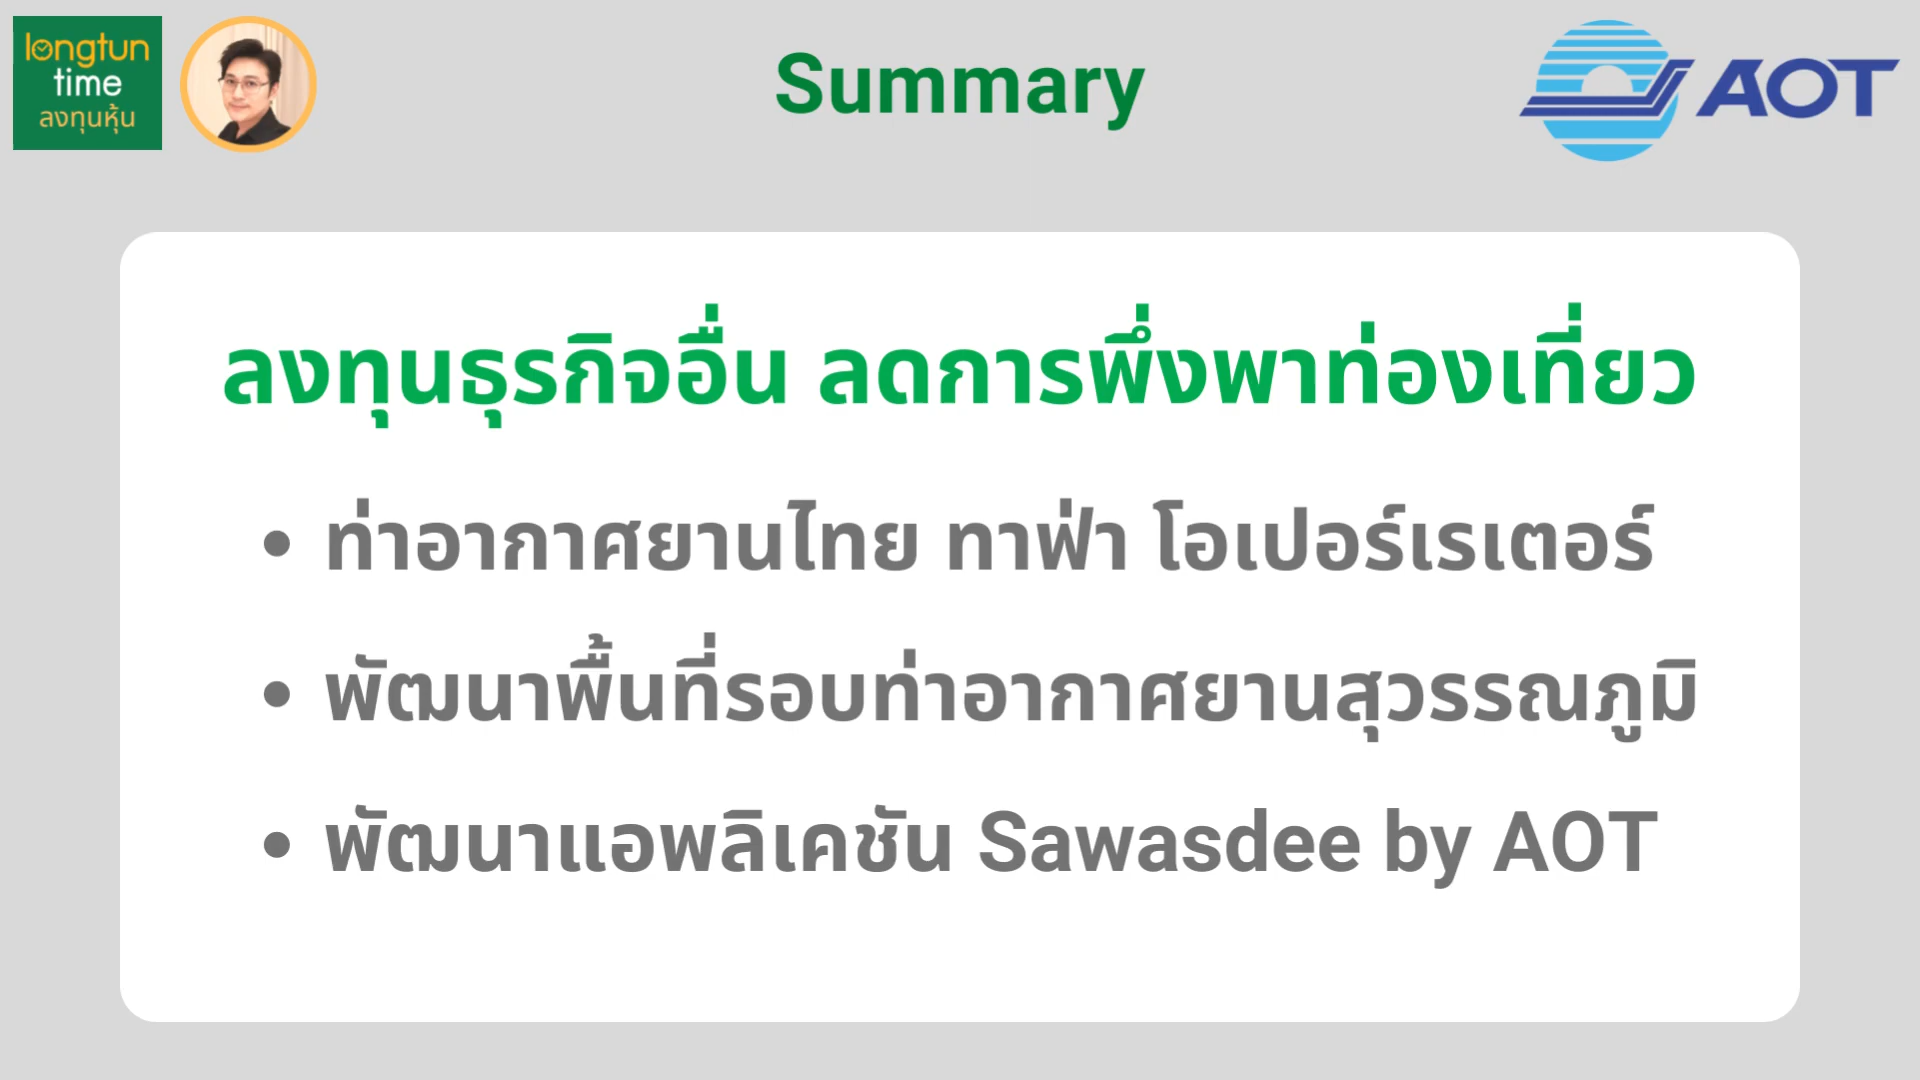 longtun
time
ลงทุนหุ้น
Summary
AOT
ลงทุนธุรกิจอื่น ลดการพึ่งพาท่องเที่ยว
• ท่าอากาศยานไทย ทาฟ่า โอเปอร์เรเตอร์
• พัฒนาพื้นที่รอบท่าอากาศยานสุวรรณภูมิ
• พัฒนาแอพลิเคชัน Sawasdee by AOT